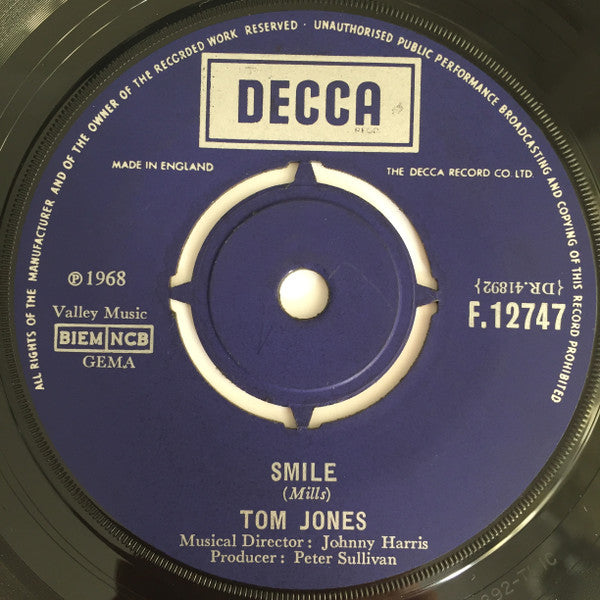 ALL RIGHTS OF THE MANUFACTURER AND OF THE OWNER OF THE RECORDED WORK RESERVED · UNAUTHORISED PUBLIC PERFORMANCE BROADCASTING AND COPYING OF THIS RECORD PROHIBITED
DECCA
MADE IN ENGLAND
THE DECCA RECORD CO LTD.
℗ 1968
{DR.41892}
F.12747
Valley Music
BIEM NCB
GEMA
SMILE
(Mills)
TOM JONES
Musical Director: Johnny Harris
Producer: Peter Sullivan